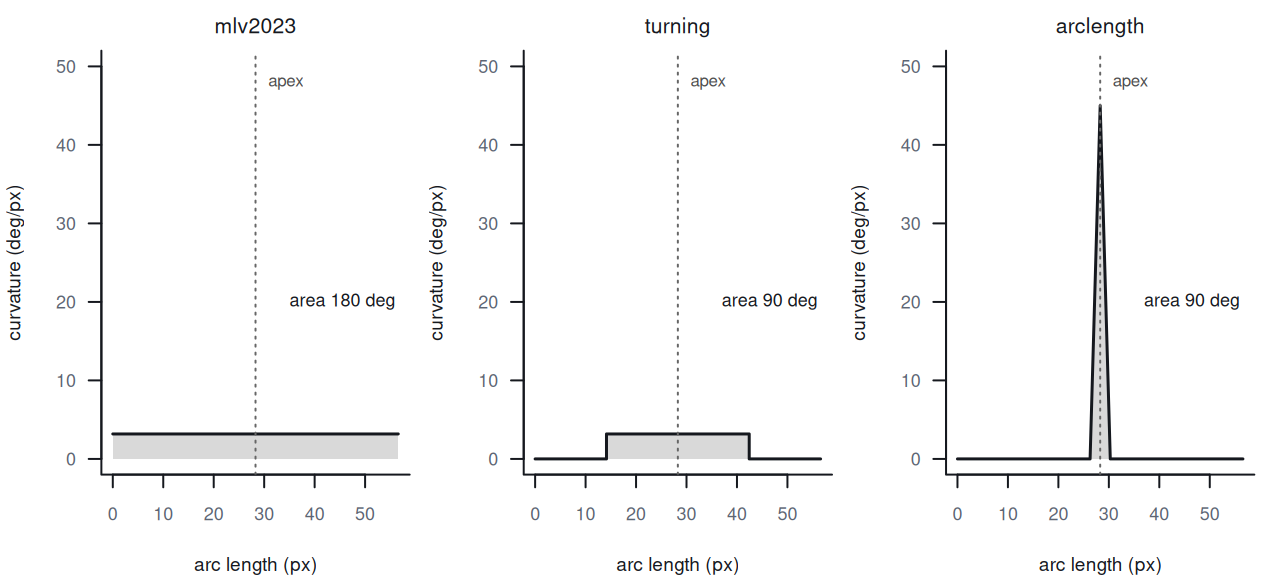 mlv2023
50
40
30
20
10
0
curvature (deg/px)
apex
area 180 deg
0 10 20 30 40 50
arc length (px)
turning
50
40
30
20
10
0
curvature (deg/px)
apex
area 90 deg
0 10 20 30 40 50
arc length (px)
arclength
50
40
30
20
10
0
curvature (deg/px)
apex
area 90 deg
0 10 20 30 40 50
arc length (px)